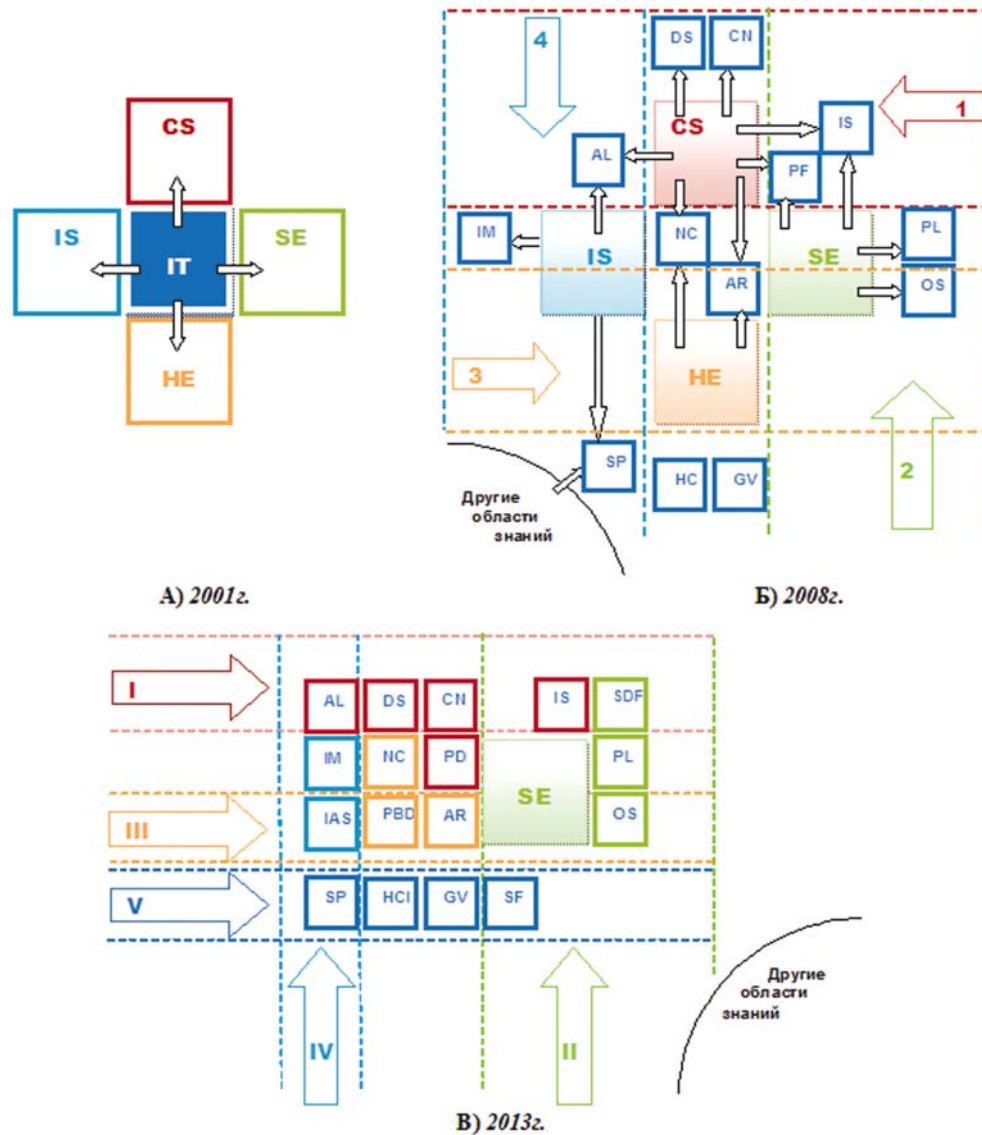 CS
IS
IT
SE
HE
А) 2001г.
4
DS
CN
1
CS
IS
AL
PF
IM
IS
NC
SE
PL
AR
OS
3
HE
2
SP
HC
GV
Другие
области
знаний
Б) 2008г.
I
AL
DS
CN
IS
SDF
IM
NC
PD
SE
PL
III
IAS
PBD
AR
OS
V
SP
HCI
GV
SF
Другие
области
знаний
IV
II
В) 2013г.